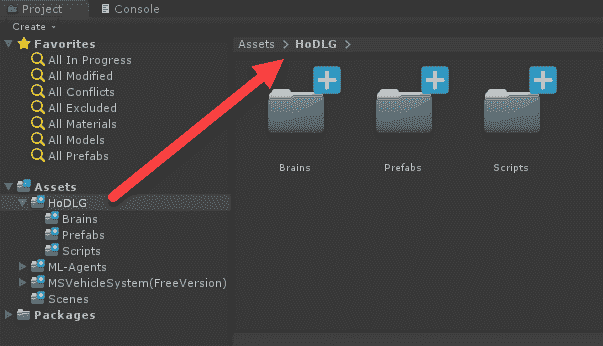 Project
Console
Create
Favorites
All In Progress
All Modified
All Conflicts
All Excluded
All Materials
All Models
All Prefabs
Assets
HoDLG
Brains
Prefabs
Scripts
ML-Agents
MSVehicleSystem(FreeVersion)
Scenes
Packages
Assets > HoDLG >
Brains
Prefabs
Scripts